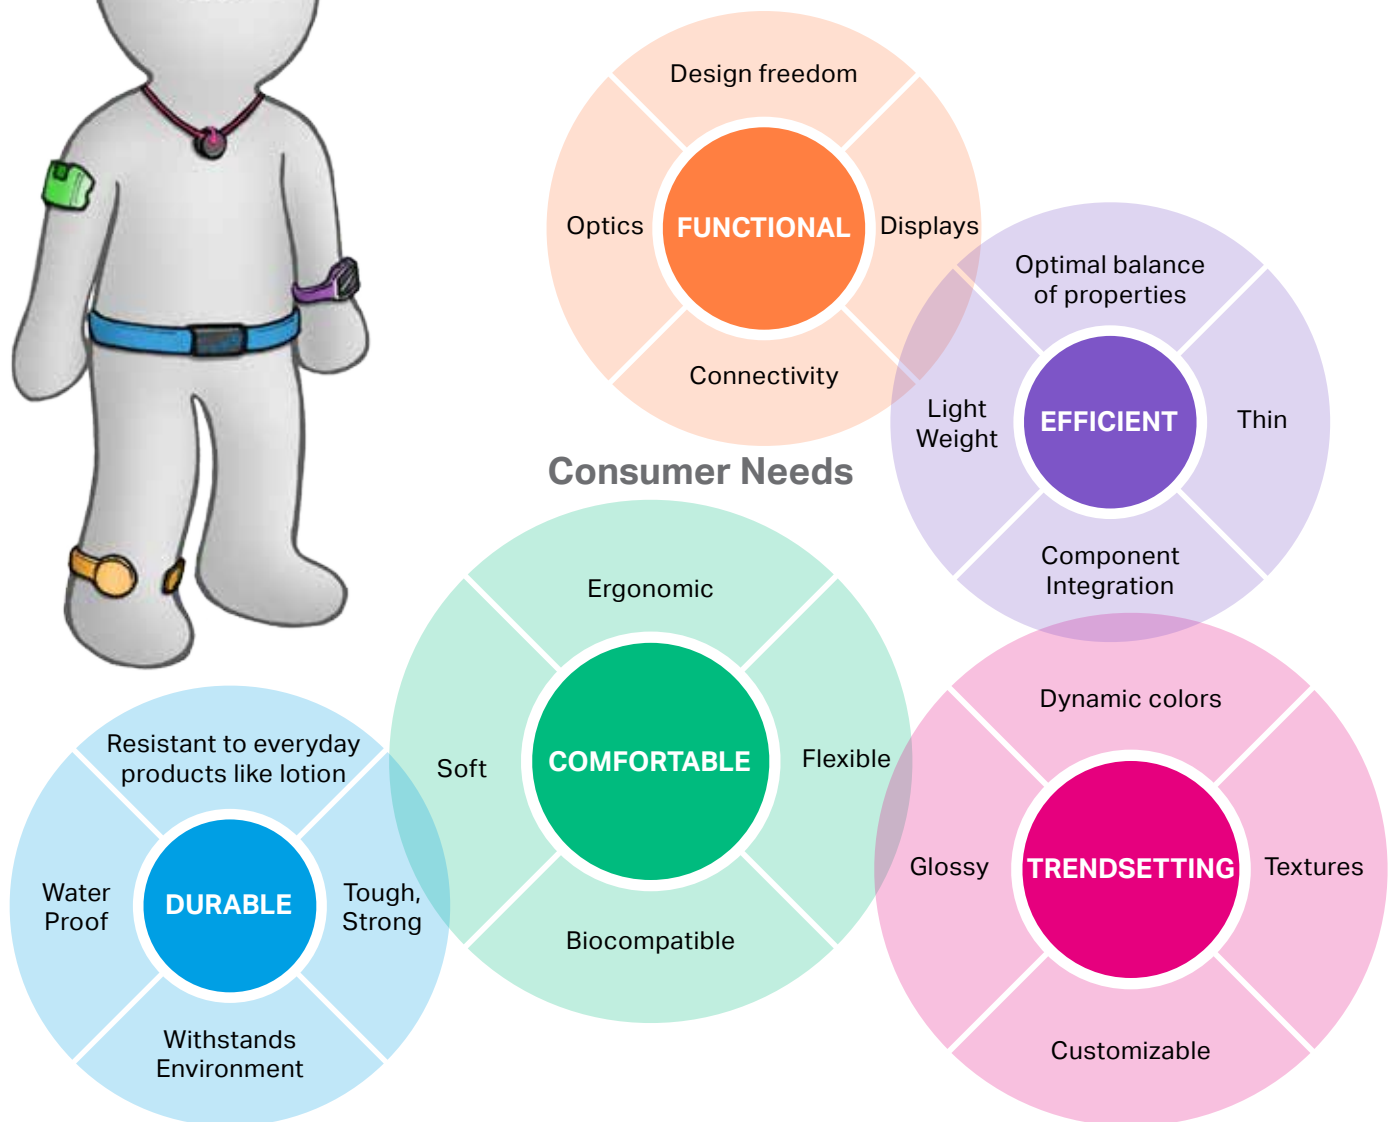 Design freedom
Optics
FUNCTIONAL
Displays
Connectivity
Optimal balance
of properties
Light
Weight
EFFICIENT
Thin
Component
Integration
Consumer Needs
Ergonomic
Soft
COMFORTABLE
Flexible
Biocompatible
Dynamic colors
Glossy
TRENDSETTING
Textures
Customizable
Resistant to everyday
products like lotion
Water
Proof
DURABLE
Tough,
Strong
Withstands
Environment